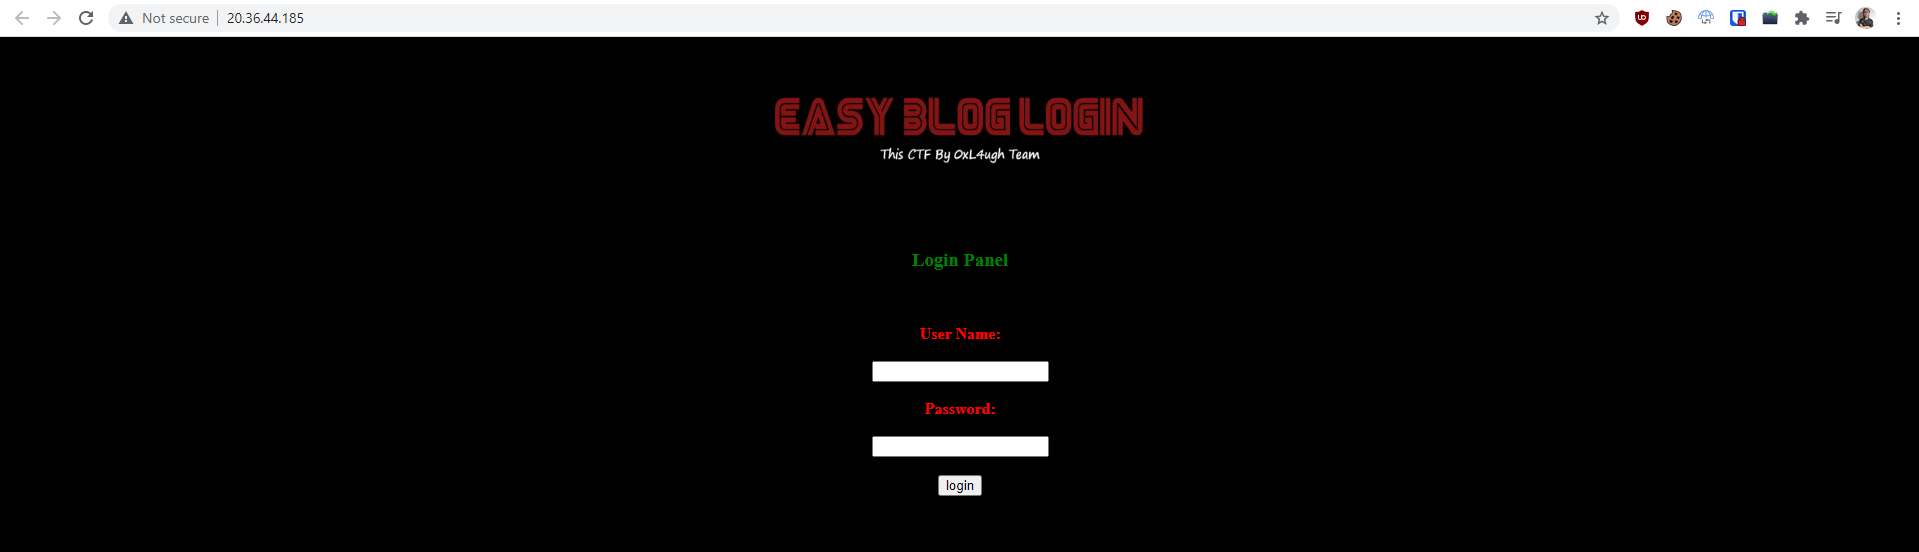 Not secure | 20.36.44.185
EASY BLOG LOGIN
This CTF By 0xL4ugh Team
Login Panel
User Name:
Password:
login